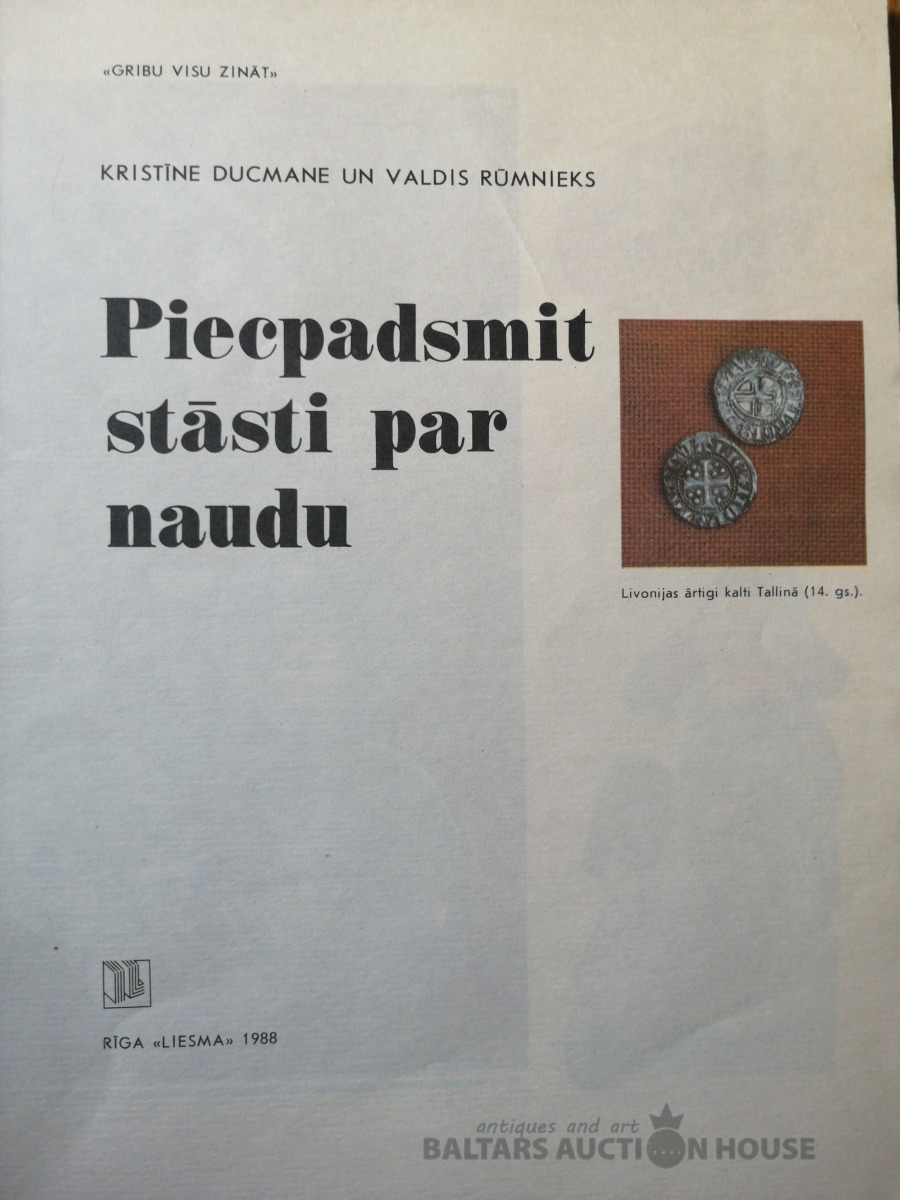 «GRIBU VISU ZINĀT»
KRISTĪNE DUCMANE UN VALDIS RŪMNIEKS
Piecpadsmit
stāsti par
naudu
Livonijas ārtigi kalti Tallinā (14. gs.).
RĪGA «LIESMA» 1988
antiques and art
BALTARS AUCTION HOUSE